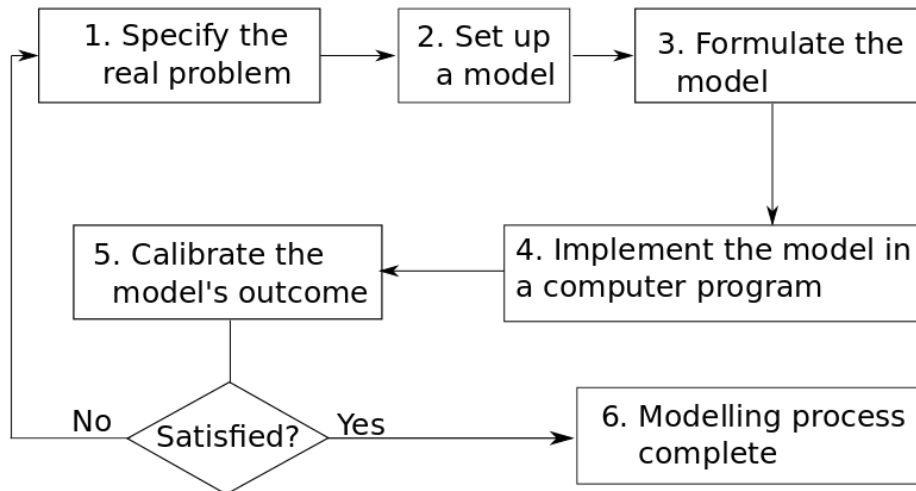 1. Specify the
real problem
2. Set up
a model
3. Formulate the
model
4. Implement the model in
a computer program
5. Calibrate the
model's outcome
Satisfied?
No
Yes
6. Modelling process
complete